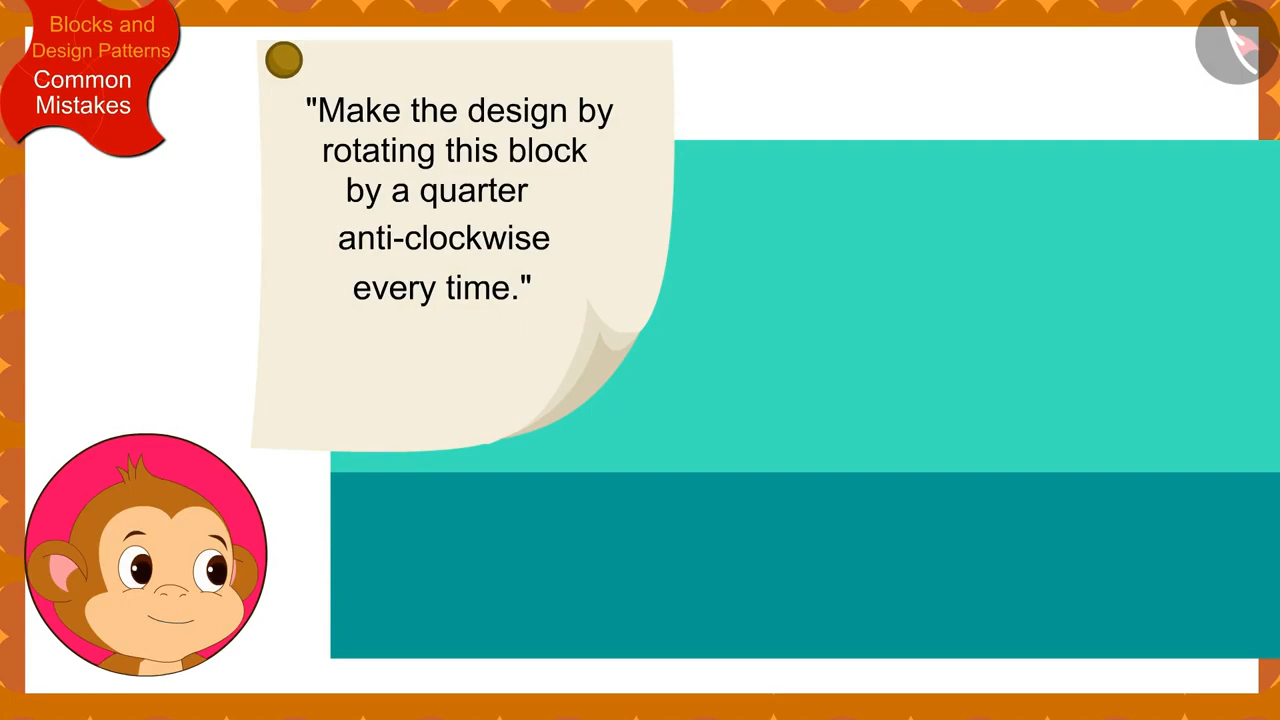 Blocks and
Design Patterns
Common
Mistakes
"Make the design by
rotating this block
by a quarter
anti-clockwise
every time."